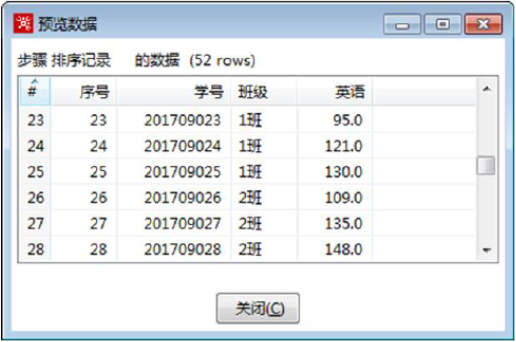 预览数据
步骤 排序记录 的数据 (52 rows)
# 序号 学号 班级 英语
23 23 201709023 1班 95.0
24 24 201709024 1班 121.0
25 25 201709025 1班 130.0
26 26 201709026 2班 109.0
27 27 201709027 2班 135.0
28 28 201709028 2班 148.0
关闭(C)